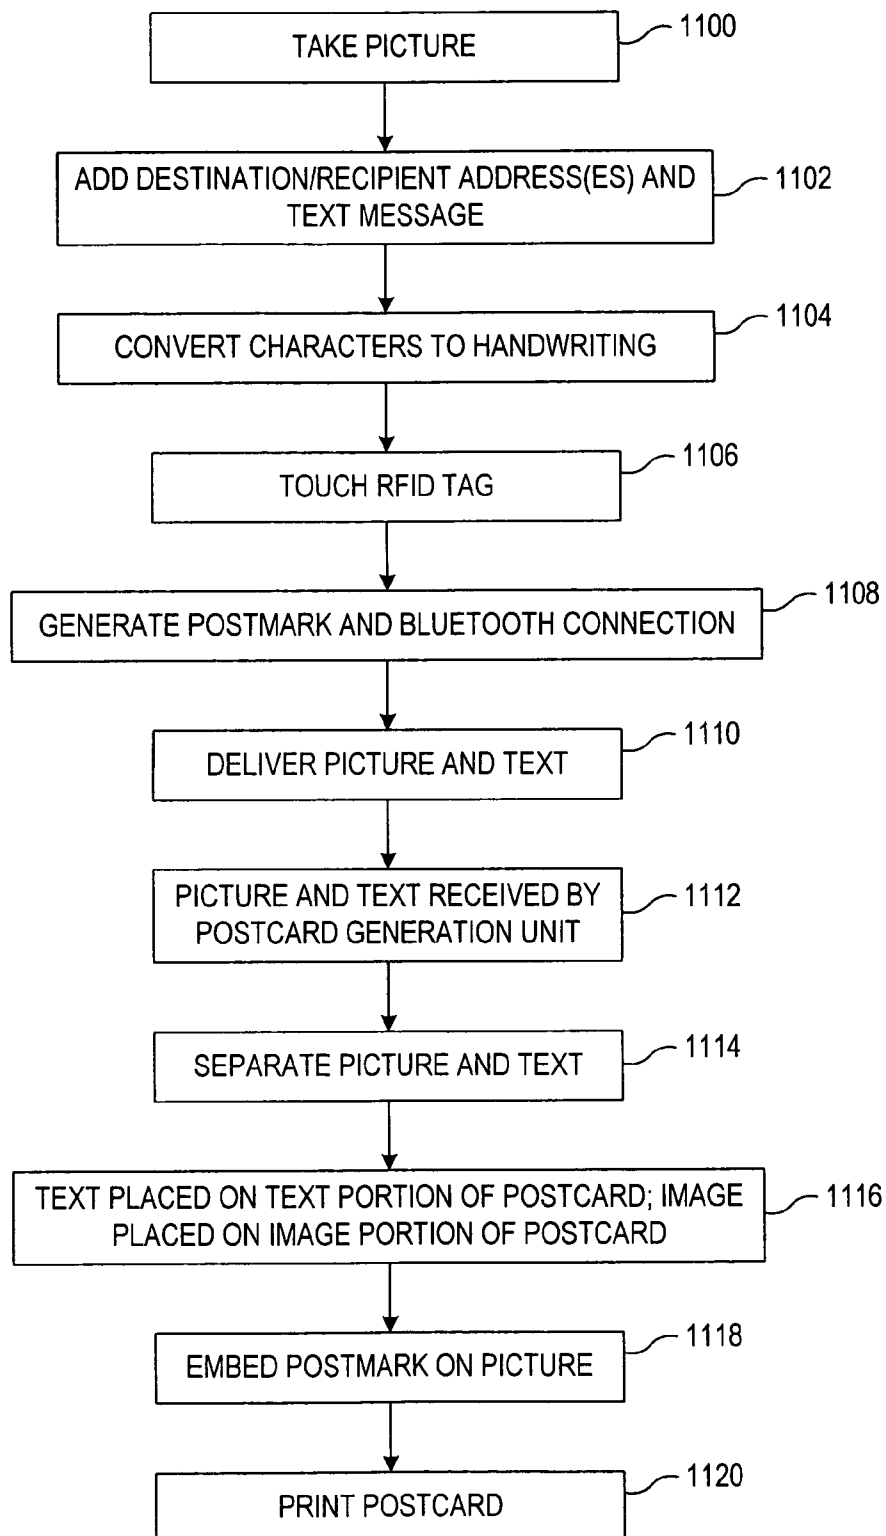 TAKE PICTURE
1100
ADD DESTINATION/RECIPIENT ADDRESS(ES) AND
TEXT MESSAGE
1102
CONVERT CHARACTERS TO HANDWRITING
1104
TOUCH RFID TAG
1106
GENERATE POSTMARK AND BLUETOOTH CONNECTION
1108
DELIVER PICTURE AND TEXT
1110
PICTURE AND TEXT RECEIVED BY
POSTCARD GENERATION UNIT
1112
SEPARATE PICTURE AND TEXT
1114
TEXT PLACED ON TEXT PORTION OF POSTCARD; IMAGE
PLACED ON IMAGE PORTION OF POSTCARD
1116
EMBED POSTMARK ON PICTURE
1118
PRINT POSTCARD
1120